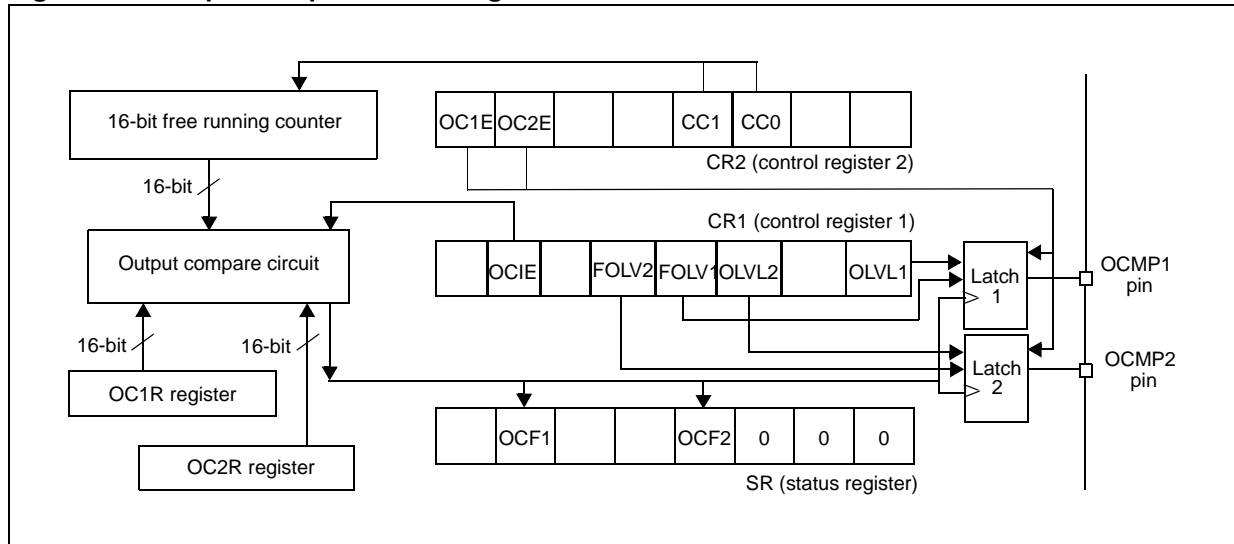 16-bit free running counter
OC1E OC2E CC1 CC0
CR2 (control register 2)
16-bit
CR1 (control register 1)
Output compare circuit
OCIE FOLV2 FOLV1 OLVL2 OLVL1
Latch
1
OCMP1
pin
16-bit
16-bit
Latch
2
OCMP2
pin
OC1R register
OCF1 OCF2 0 0 0
OC2R register
SR (status register)